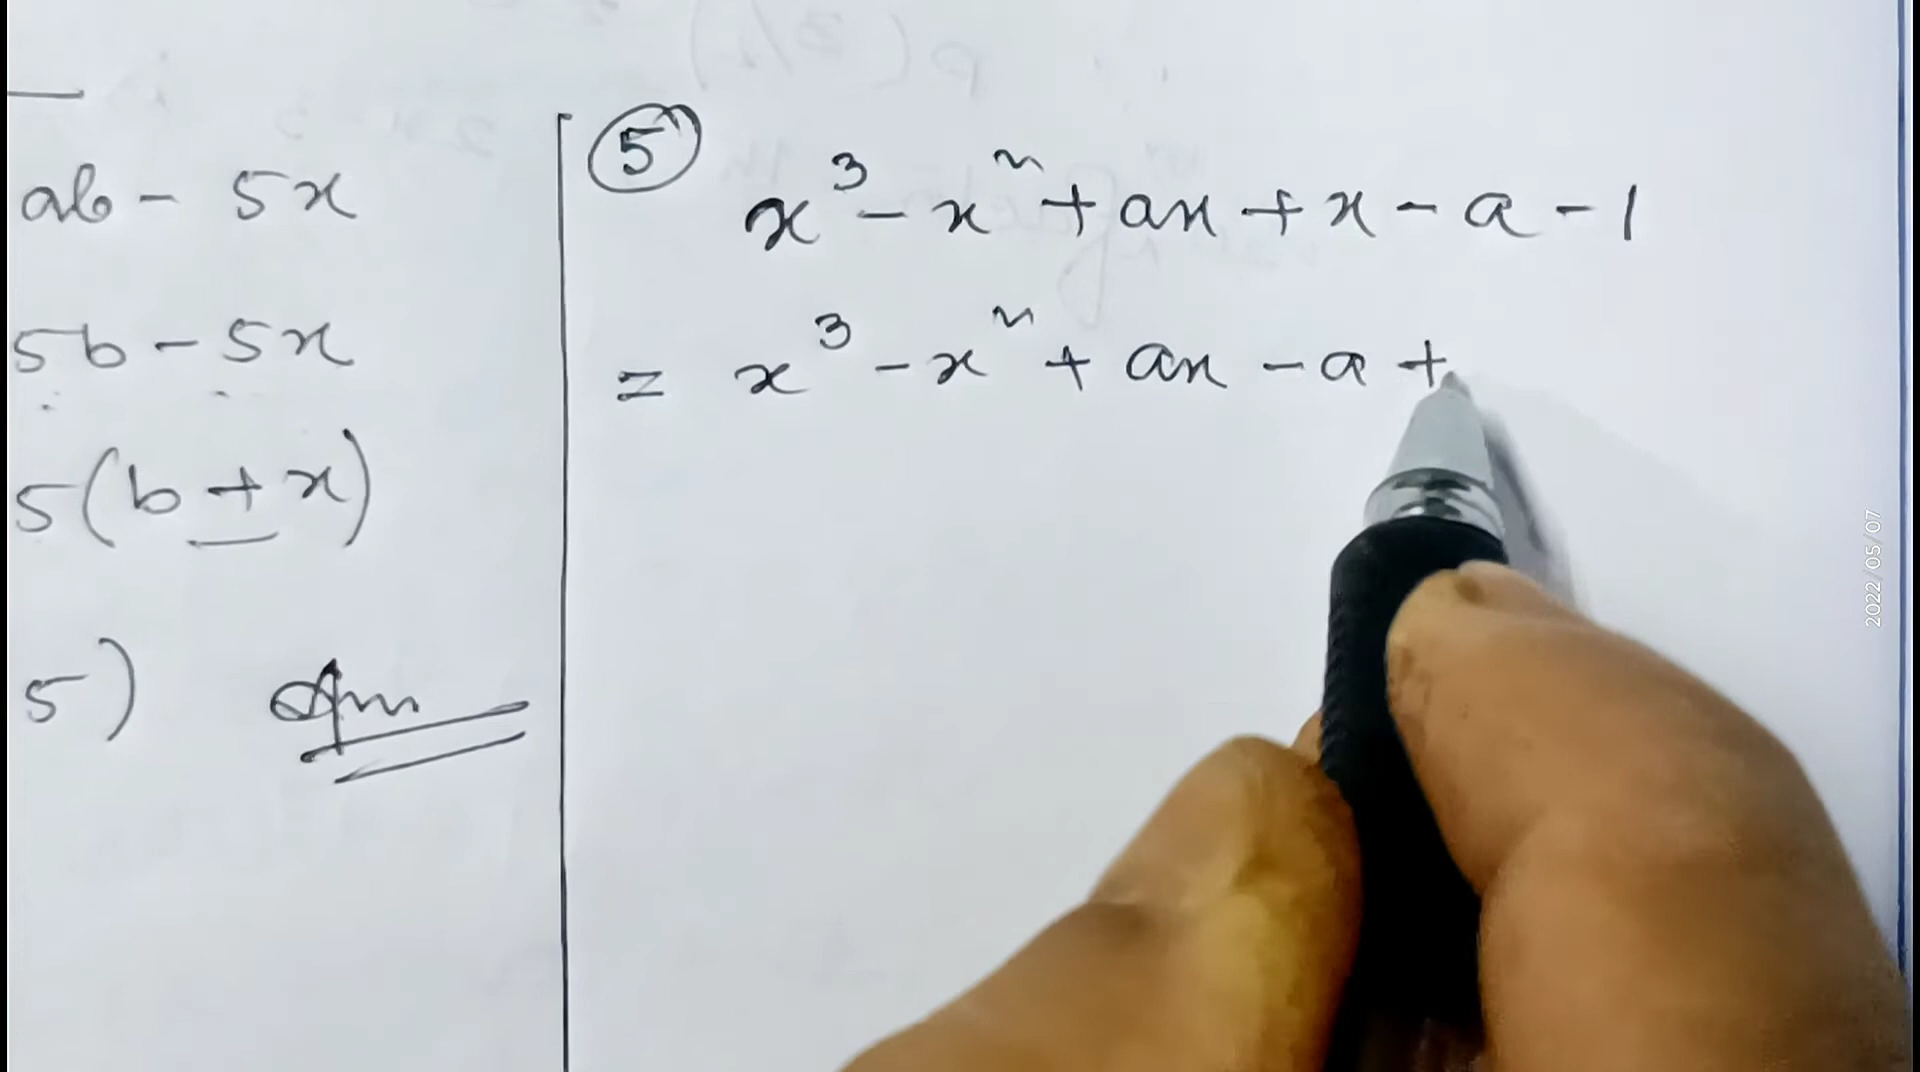 ab - 5x
5b - 5x
5(b + x)
5) Ans
5
x³ - x² + ax + x - a - 1
= x³ - x² + ax - a +
2022/05/07